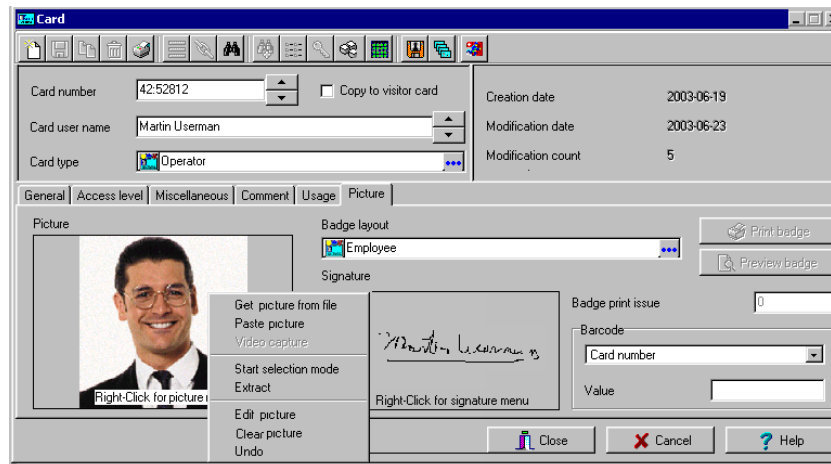 Card
Card number
42:52812
Copy to visitor card
Card user name
Martin Userman
Card type
Operator
Creation date
2003-06-19
Modification date
2003-06-23
Modification count
5
General
Access level
Miscellaneous
Comment
Usage
Picture
Picture
Right-Click for picture
Get picture from file
Paste picture
Video capture
Start selection mode
Extract
Edit picture
Clear picture
Undo
Badge layout
Employee
Signature
Right-Click for signature menu
Print badge
Preview badge
Badge print issue
0
Barcode
Card number
Value
Close
Cancel
Help